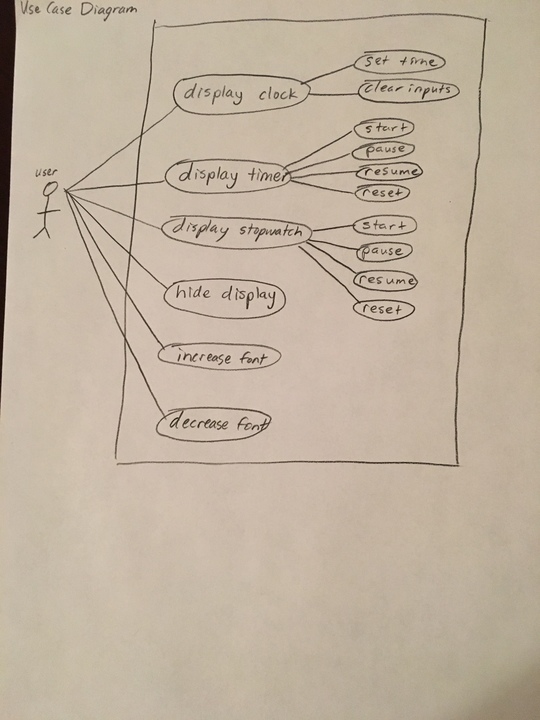 Use Case Diagram
user
display clock
set time
clear inputs
display timer
start
pause
resume
reset
display stopwatch
start
pause
resume
reset
hide display
increase font
decrease font